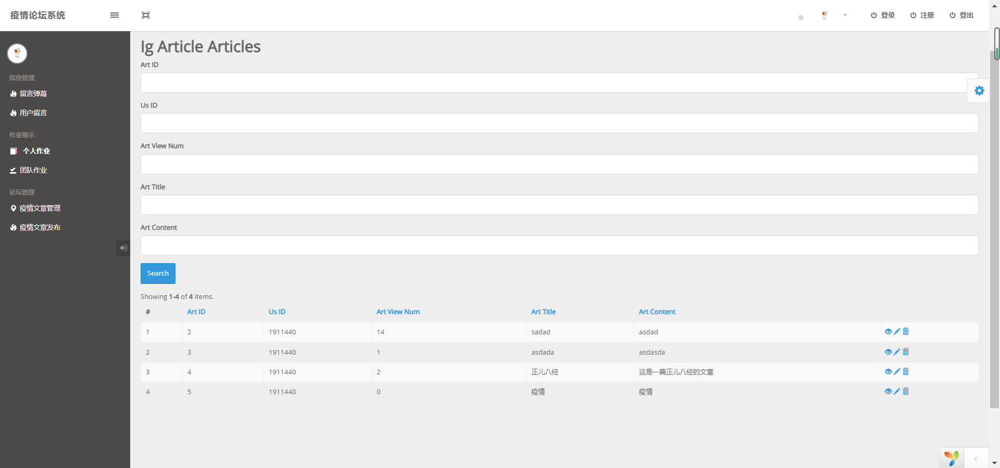 疫情论坛系统
登录 注册 登出
信息管理
留言弹幕
用户留言
作业展示
个人作业
团队作业
论坛管理
疫情文章管理
疫情文章发布
Ig Article Articles
Art ID
Us ID
Art View Num
Art Title
Art Content
Search
Showing 1-4 of 4 items.
# Art ID Us ID Art View Num Art Title Art Content
1 2 1911440 14 sadad asdad
2 3 1911440 1 asdada asdasda
3 4 1911440 2 正儿八经 这是一篇正儿八经的文章
4 5 1911440 0 疫情 疫情